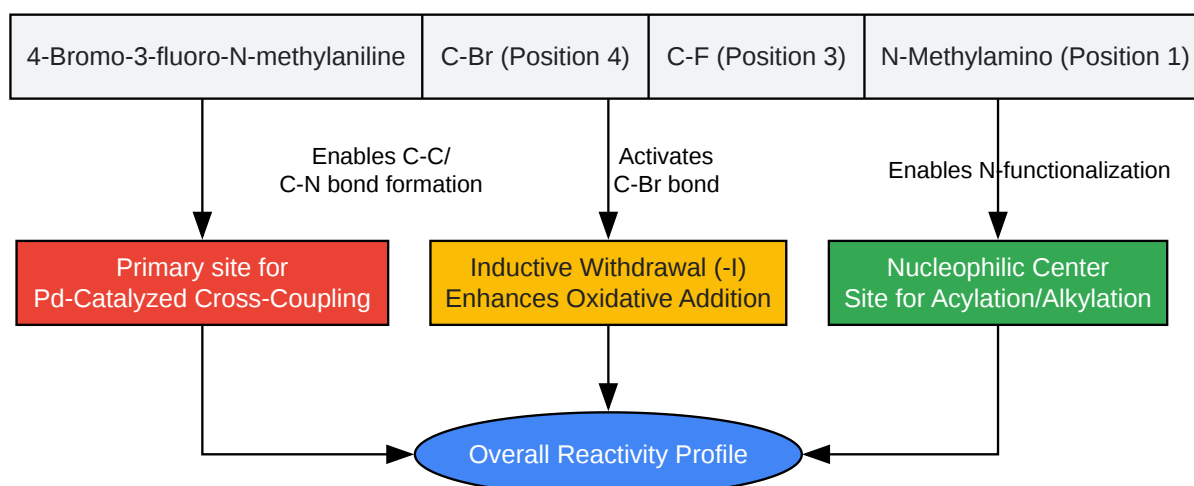 4-Bromo-3-fluoro-N-methylaniline
C-Br (Position 4)
C-F (Position 3)
N-Methylamino (Position 1)
Enables C-C/
C-N bond formation
Activates
C-Br bond
Enables N-functionalization
Primary site for
Pd-Catalyzed Cross-Coupling
Inductive Withdrawal (-I)
Enhances Oxidative Addition
Nucleophilic Center
Site for Acylation/Alkylation
Overall Reactivity Profile